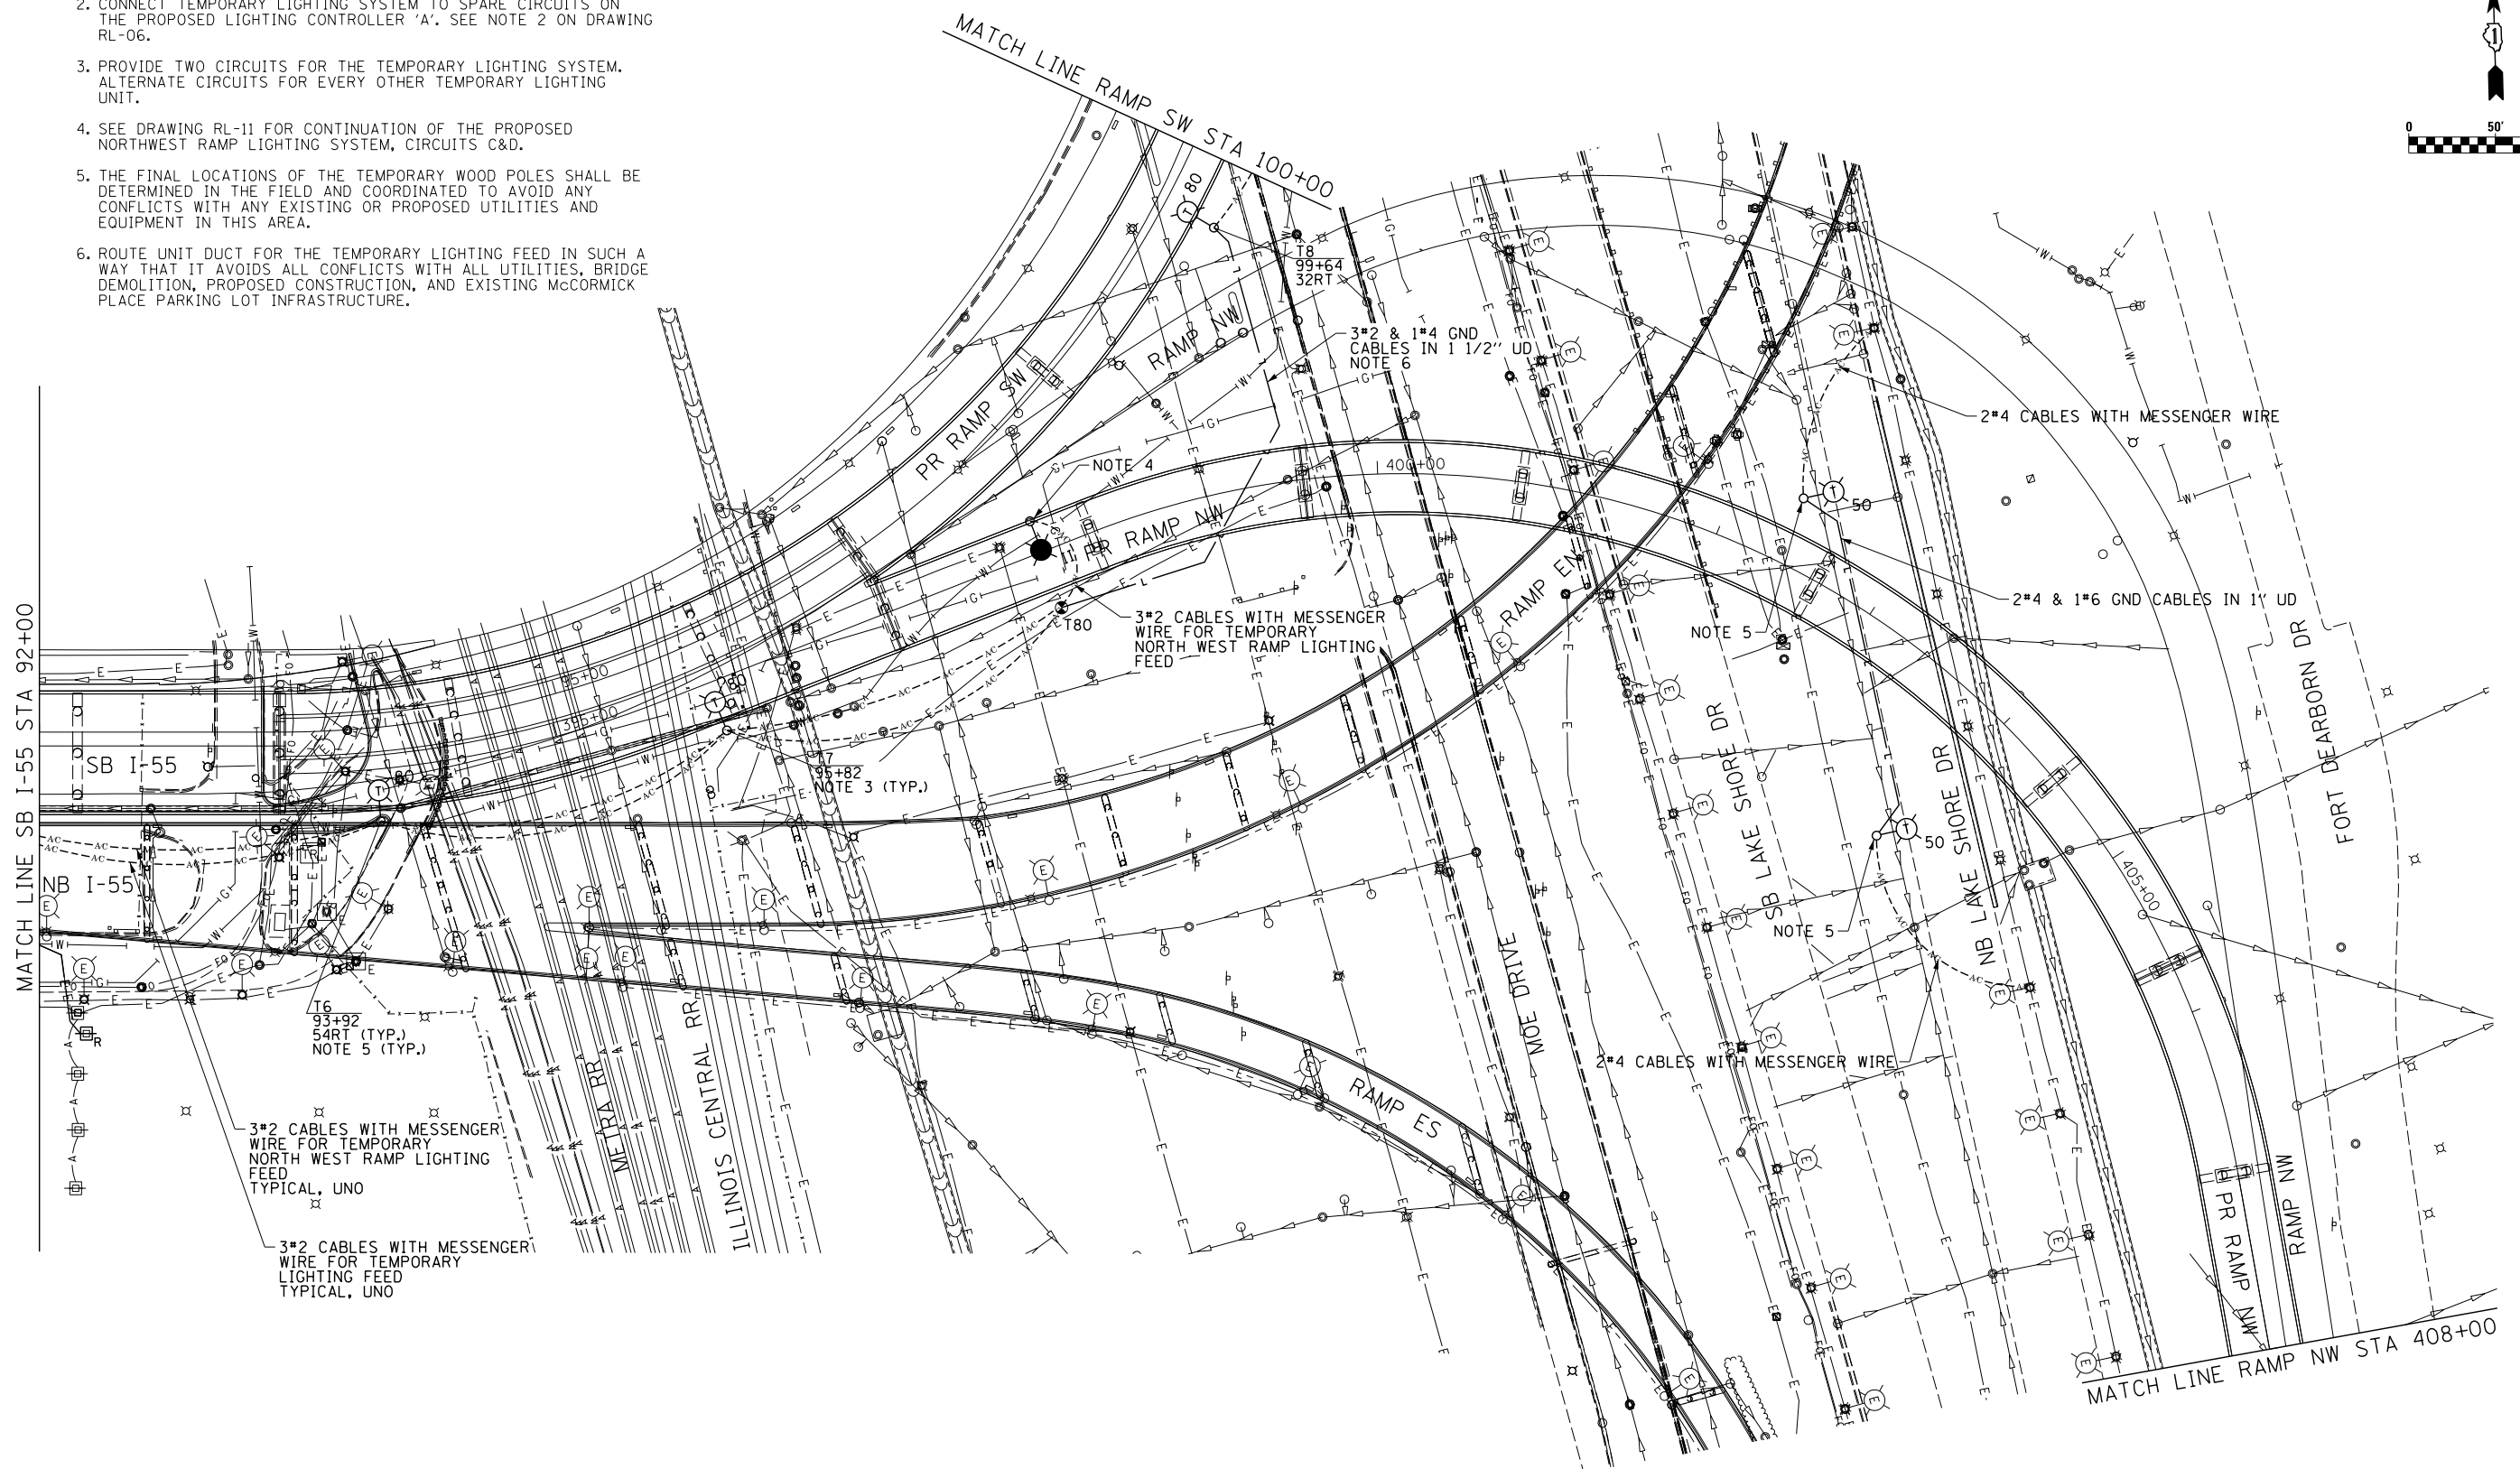 2. CONNECT TEMPORARY LIGHTING SYSTEM TO SPARE CIRCUITS ON
THE PROPOSED LIGHTING CONTROLLER 'A'. SEE NOTE 2 ON DRAWING
RL-06.
3. PROVIDE TWO CIRCUITS FOR THE TEMPORARY LIGHTING SYSTEM.
ALTERNATE CIRCUITS FOR EVERY OTHER TEMPORARY LIGHTING
UNIT.
4. SEE DRAWING RL-11 FOR CONTINUATION OF THE PROPOSED
NORTHWEST RAMP LIGHTING SYSTEM, CIRCUITS C&D.
5. THE FINAL LOCATIONS OF THE TEMPORARY WOOD POLES SHALL BE
DETERMINED IN THE FIELD AND COORDINATED TO AVOID ANY
CONFLICTS WITH ANY EXISTING OR PROPOSED UTILITIES AND
EQUIPMENT IN THIS AREA.
6. ROUTE UNIT DUCT FOR THE TEMPORARY LIGHTING FEED IN SUCH A
WAY THAT IT AVOIDS ALL CONFLICTS WITH ALL UTILITIES, BRIDGE
DEMOLITION, PROPOSED CONSTRUCTION, AND EXISTING McCORMICK
PLACE PARKING LOT INFRASTRUCTURE.
MATCH LINE RAMP SW STA 100+00
1
0 50'
80
T8
99+64
32RT
3#2 & 1#4 GND
CABLES IN 1 1/2" UD
NOTE 6
RAMP NW
PR RAMP SW
2#4 CABLES WITH MESSENGER WIRE
NOTE 4
400+00
PR RAMP NW
50
RAMP EN
2#4 & 1#6 GND CABLES IN 1" UD
T80
3#2 CABLES WITH MESSENGER
WIRE FOR TEMPORARY
NORTH WEST RAMP LIGHTING
FEED
NOTE 5
MATCH LINE SB I-55 STA 92+00
95+00
395+00
80
SB I-55
80
T7
95+82
NOTE 3 (TYP.)
SB LAKE SHORE DR
NB LAKE SHORE DR
FORT DEARBORN DR
50
NB I-55
NOTE 5
405+00
T6
93+92
54RT (TYP.)
NOTE 5 (TYP.)
R
METRA RR
ILLINOIS CENTRAL RR
MOE DRIVE
2#4 CABLES WITH MESSENGER WIRE
RAMP ES
3#2 CABLES WITH MESSENGER
WIRE FOR TEMPORARY
NORTH WEST RAMP LIGHTING
FEED
TYPICAL, UNO
3#2 CABLES WITH MESSENGER
WIRE FOR TEMPORARY
LIGHTING FEED
TYPICAL, UNO
PR RAMP NW
RAMP NW
MATCH LINE RAMP NW STA 408+00